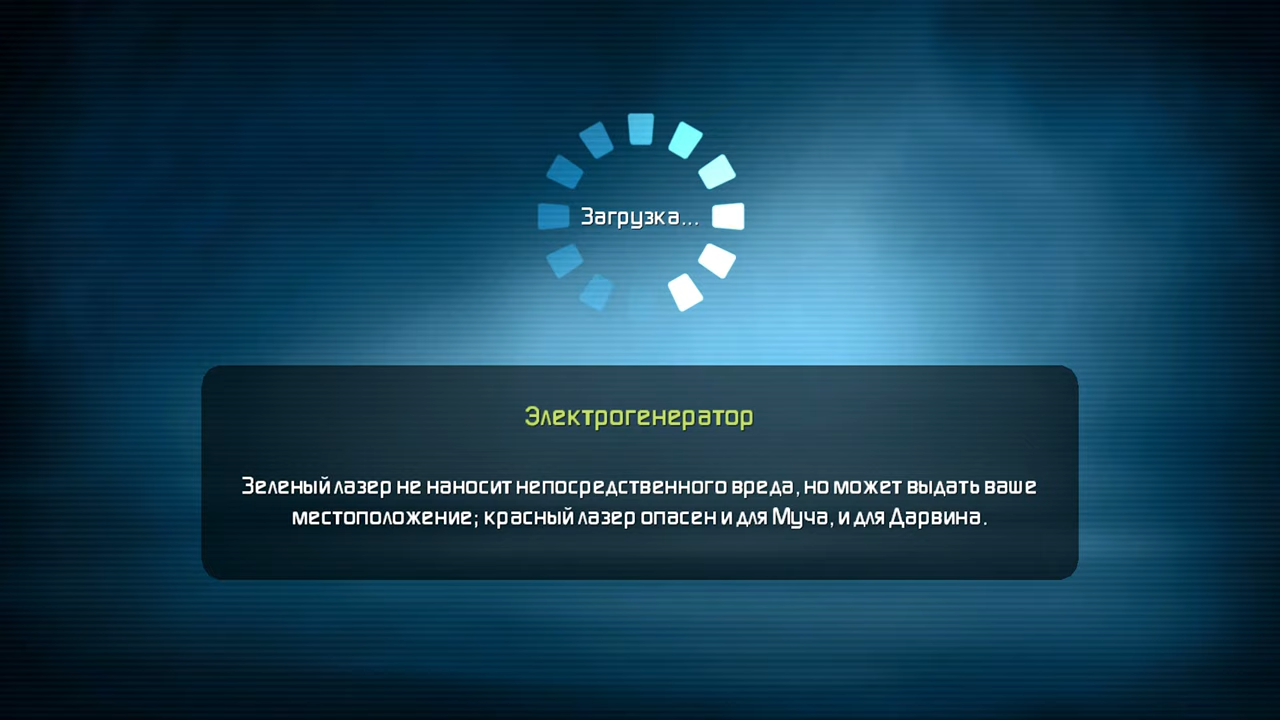 Загрузка...
Электрогенератор
Зеленый лазер не наносит непосредственного вреда, но может выдать ваше
местоположение; красный лазер опасен и для Муча, и для Дарвина.